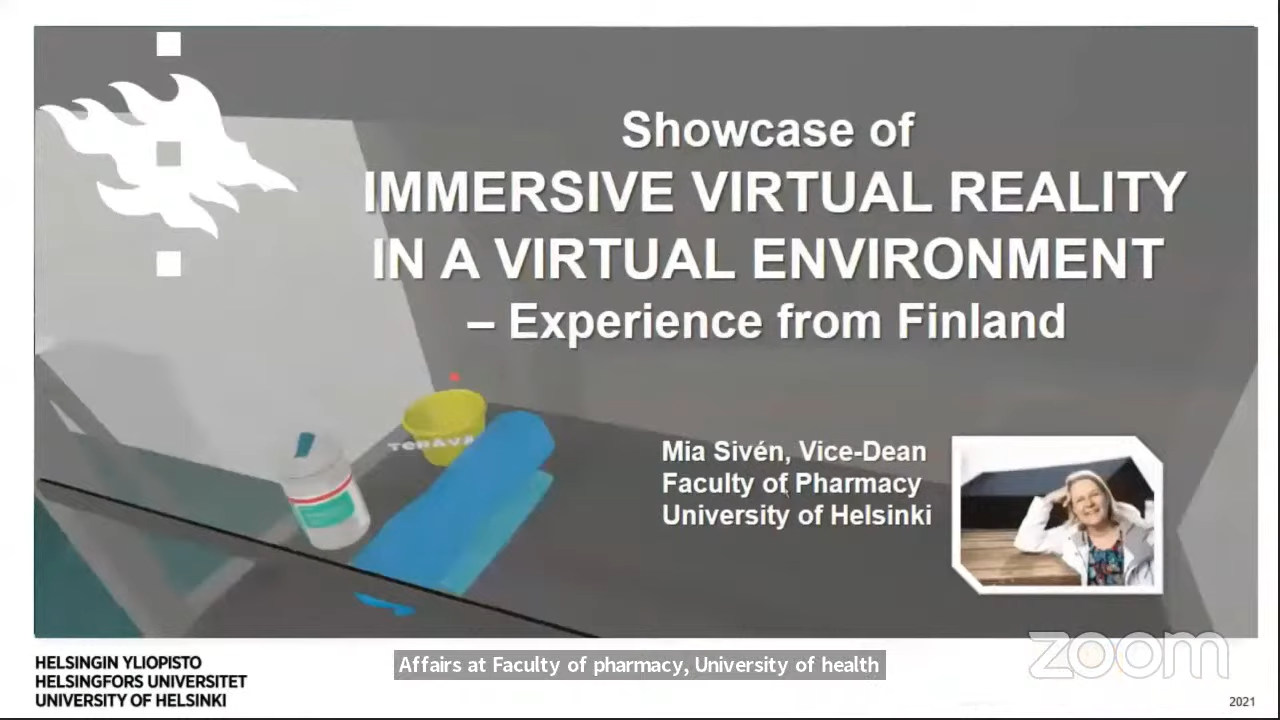 Showcase of
IMMERSIVE VIRTUAL REALITY
IN A VIRTUAL ENVIRONMENT
– Experience from Finland
TERÄVÄ
Mia Sivén, Vice-Dean
Faculty of Pharmacy
University of Helsinki
HELSINGIN YLIOPISTO
HELSINGFORS UNIVERSITET
UNIVERSITY OF HELSINKI
Affairs at Faculty of pharmacy, University of health
zoom
2021